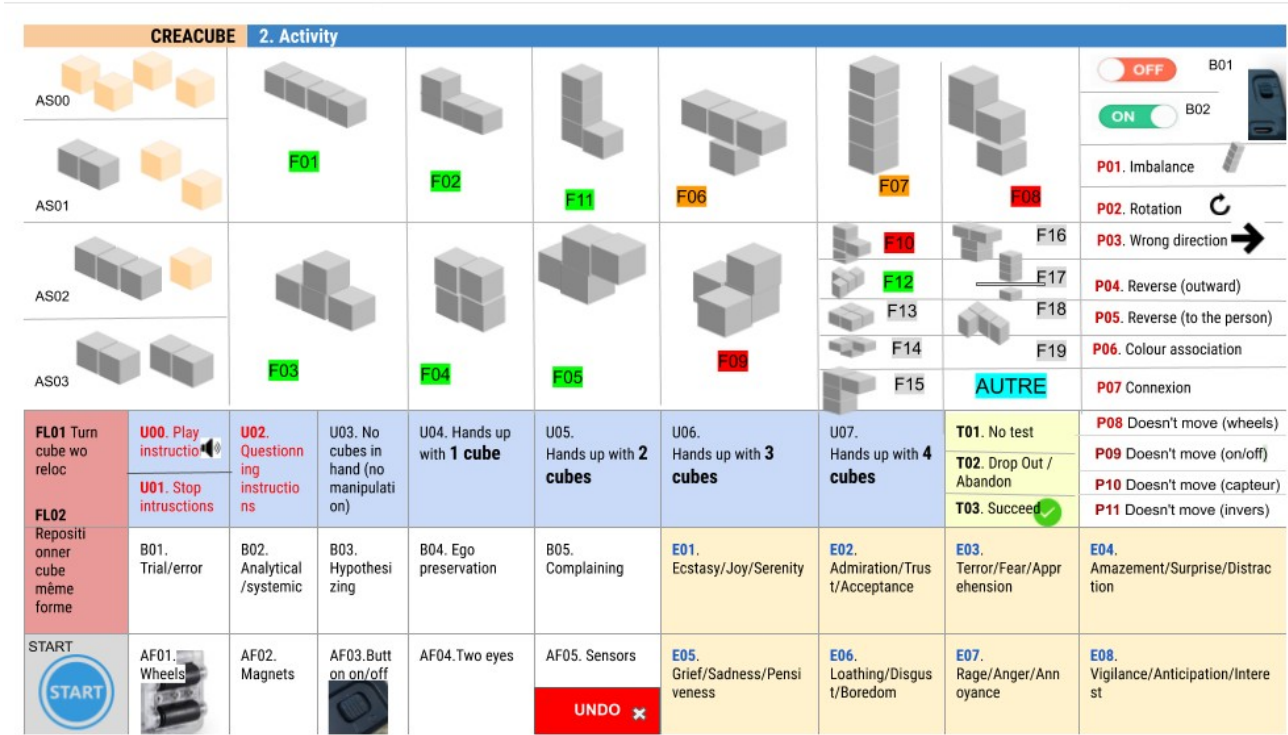 CREACUBE 2. Activity
AS00
AS01
F01
F02
F11
F06
F07
F08
OFF B01
ON B02
P01. Imbalance
P02. Rotation
AS02
AS03
F03
F04
F05
F09
F10
F12
F13
F14
F15
F16
F17
F18
F19
AUTRE
P03. Wrong direction
P04. Reverse (outward)
P05. Reverse (to the person)
P06. Colour association
P07 Connexion
FL01 Turn
cube wo
reloc
FL02
Repositi
onner
cube
même
forme
U00. Play
instructio
U01. Stop
intrusctions
U02.
Questionn
ing
instructio
ns
U03. No
cubes in
hand (no
manipulati
on)
U04. Hands up
with 1 cube
U05.
Hands up with 2
cubes
U06.
Hands up with 3
cubes
U07.
Hands up with 4
cubes
T01. No test
T02. Drop Out /
Abandon
T03. Succeed
P08 Doesn't move (wheels)
P09 Doesn't move (on/off)
P10 Doesn't move (capteur)
P11 Doesn't move (invers)
B01.
Trial/error
B02.
Analytical
/systemic
B03.
Hypothesi
zing
B04. Ego
preservation
B05.
Complaining
E01.
Ecstasy/Joy/Serenity
E02.
Admiration/Trus
t/Acceptance
E03.
Terror/Fear/Appr
ehension
E04.
Amazement/Surprise/Distrac
tion
START
START
AF01.
Wheels
AF02.
Magnets
AF03.Butt
on on/off
AF04.Two eyes
AF05. Sensors
UNDO
E05.
Grief/Sadness/Pensi
veness
E06.
Loathing/Disgus
t/Boredom
E07.
Rage/Anger/Ann
oyance
E08.
Vigilance/Anticipation/Intere
st